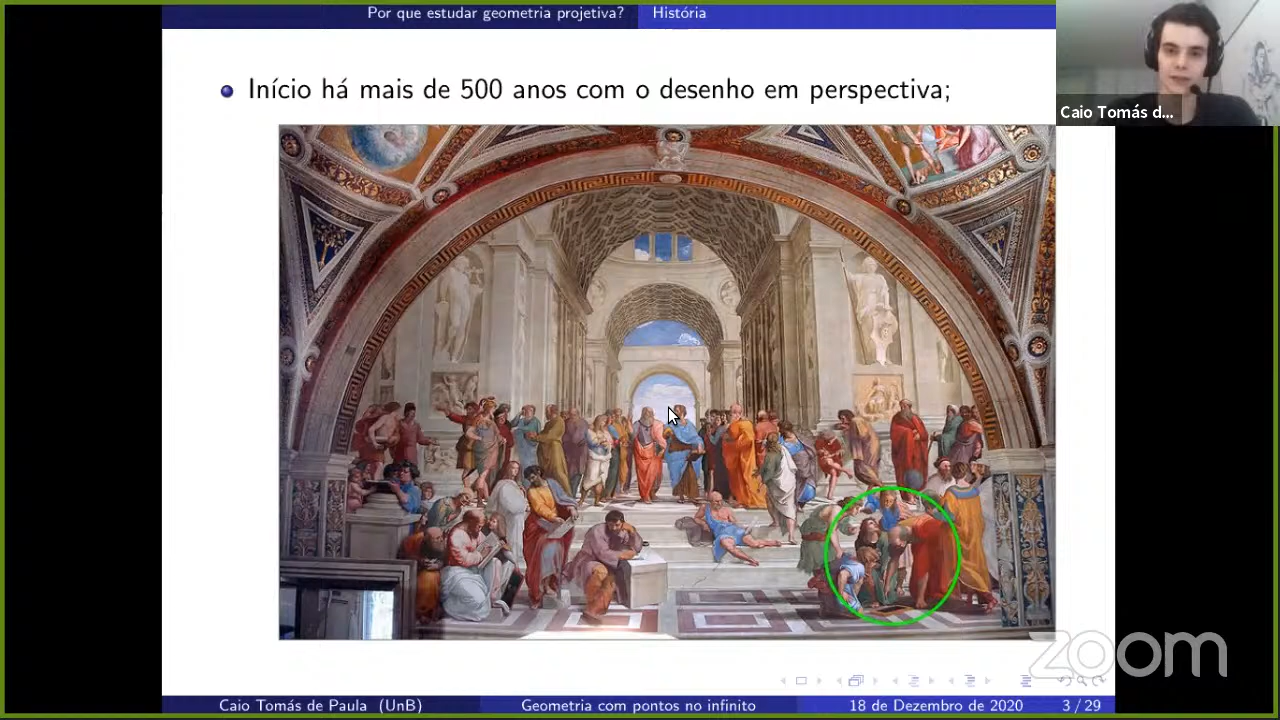 Por que estudar geometria projetiva? História
Início há mais de 500 anos com o desenho em perspectiva;
Caio Tomás d...
zoom
Caio Tomás de Paula (UnB) Geometria com pontos no infinito 18 de Dezembro de 2020 3 / 29